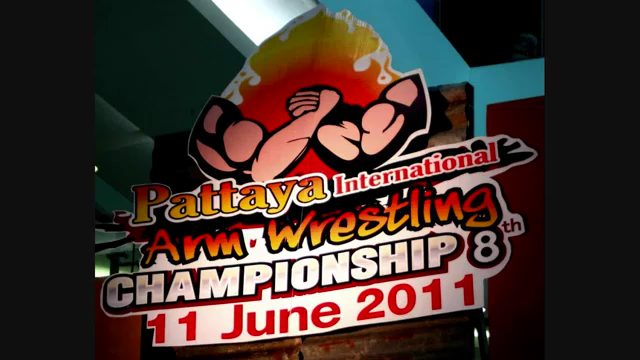 Pattaya International
Arm Wrestling
CHAMPIONSHIP 8th
11 June 2011